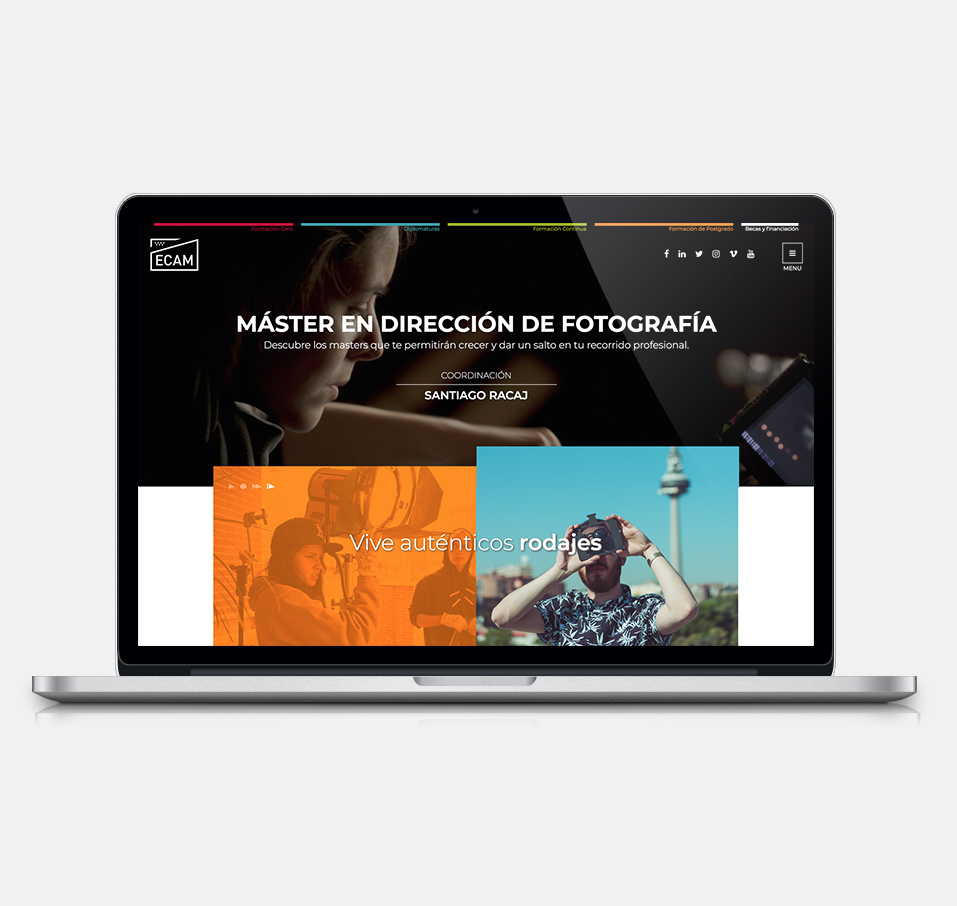 Formación Cero
Diplomaturas
Formación Continua
Formación de Postgrado
Becas y financiación
ECAM
MENU
MÁSTER EN DIRECCIÓN DE FOTOGRAFÍA
Descubre los masters que te permitirán crecer y dar un salto en tu recorrido profesional.
COORDINACIÓN
SANTIAGO RACAJ
Vive auténticos rodajes